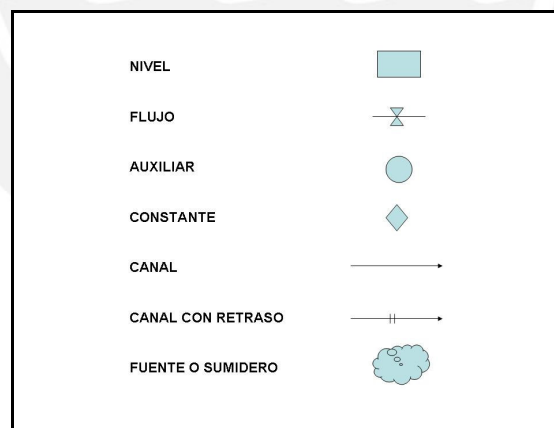 NIVEL
FLUJO
AUXILIAR
CONSTANTE
CANAL
CANAL CON RETRASO
FUENTE O SUMIDERO